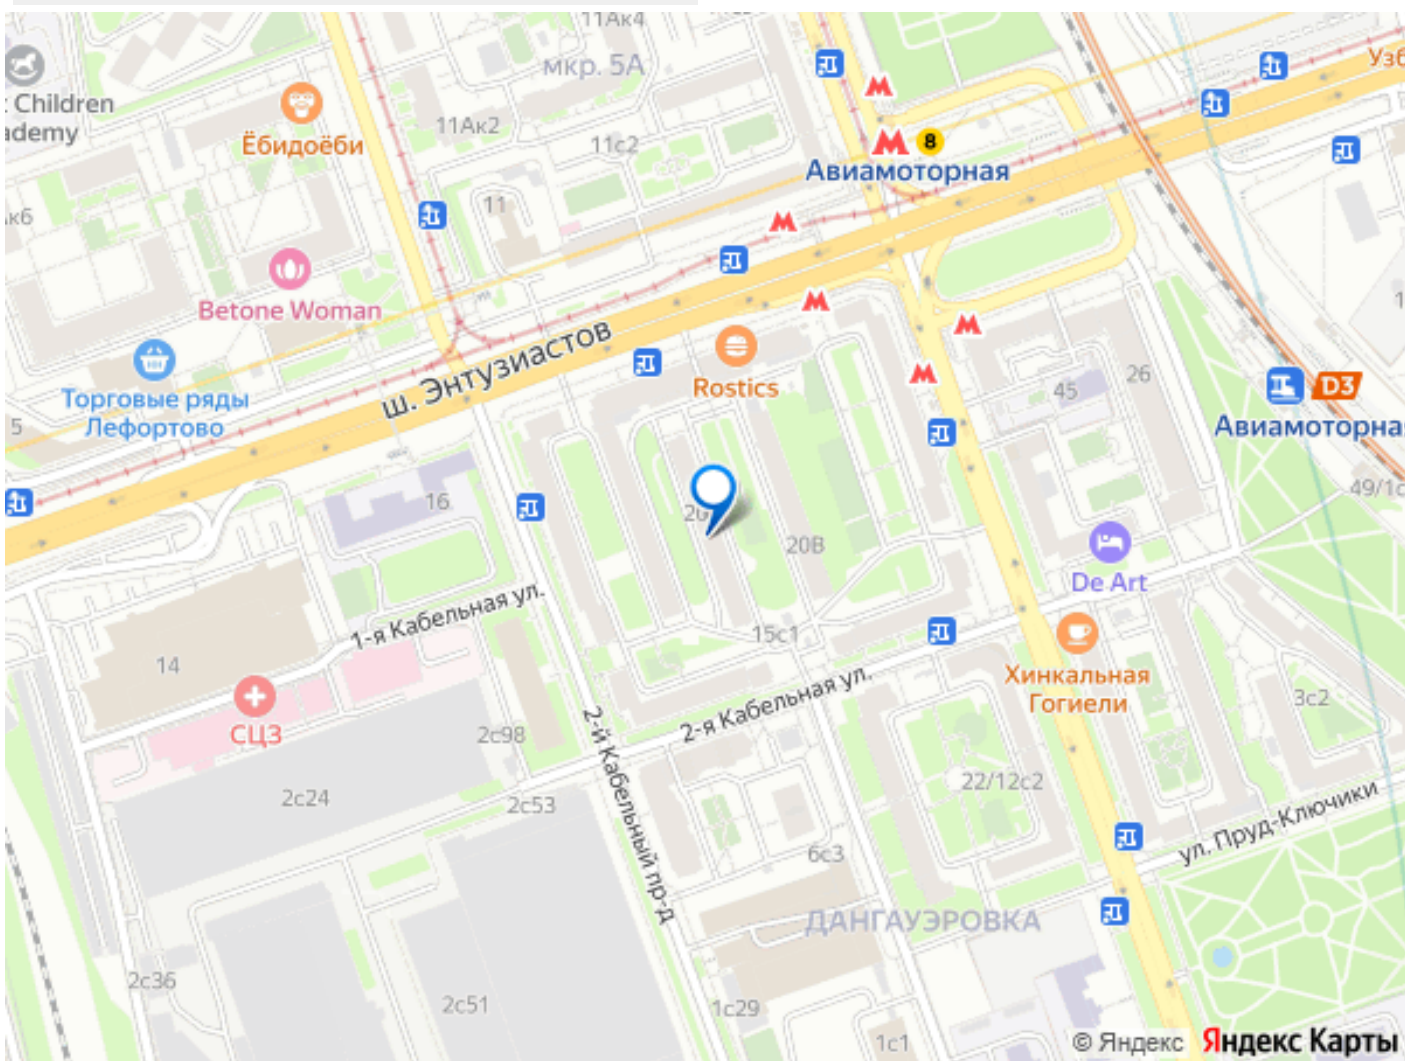 11Ак4
мкр. 5А
Узб
Children
ademy
Ёбидоёби
11Ак2
11с2
8
Авиамоторная
к6
11
Betone Woman
ш. Энтузиастов
Rostics
Торговые ряды
Лефортово
5
45
26
D3
Авиамоторна
49/1с
16
20
20В
De Art
1-я Кабельная ул.
15с1
14
СЦЗ
2-я Кабельная ул.
Хинкальная
Гогиели
3с2
2с98
2-й Кабельный пр-д
2с24
2с53
22/12с2
ул. Пруд-Ключики
6с3
ДАНГАУЭРОВКА
2с36
2с51
1с29
1с1
© Яндекс Яндекс Карты